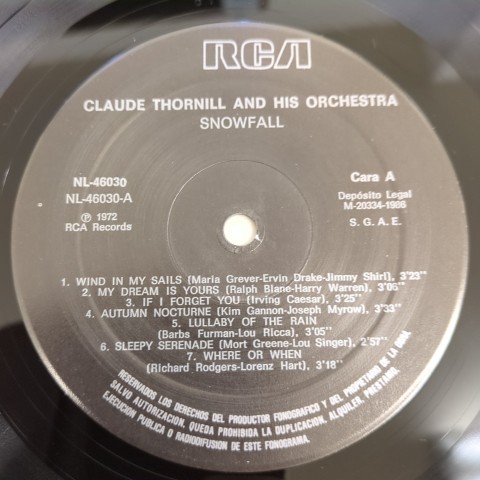 RCA
CLAUDE THORNILL AND HIS ORCHESTRA
SNOWFALL
NL-46030
NL-46030-A
℗ 1972
RCA Records
Cara A
Depósito Legal
M-20334-1986
S. G. A. E.
1. WIND IN MY SAILS (Maria Grever-Ervin Drake-Jimmy Shirl), 3'23"
2. MY DREAM IS YOURS (Ralph Blane-Harry Warren), 3'05"
3. IF I FORGET YOU (Irving Caesar), 3'25"
4. AUTUMN NOCTURNE (Kim Gannon-Joseph Myrow), 3'33"
5. LULLABY OF THE RAIN
(Barbs Furman-Lou Ricca), 3'05"
6. SLEEPY SERENADE (Mort Greene-Lou Singer), 2'57"
7. WHERE OR WHEN
(Richard Rodgers-Lorenz Hart), 3'18"
RESERVADOS LOS DERECHOS DEL PRODUCTOR FONOGRAFICO Y DEL PROPIETARIO DE LA OBRA.
SALVO AUTORIZACION, QUEDA PROHIBIDA LA DUPLICACION, ALQUILER, PRESTAMO,
EJECUCION PUBLICA O RADIODIFUSION DE ESTE FONOGRAMA.